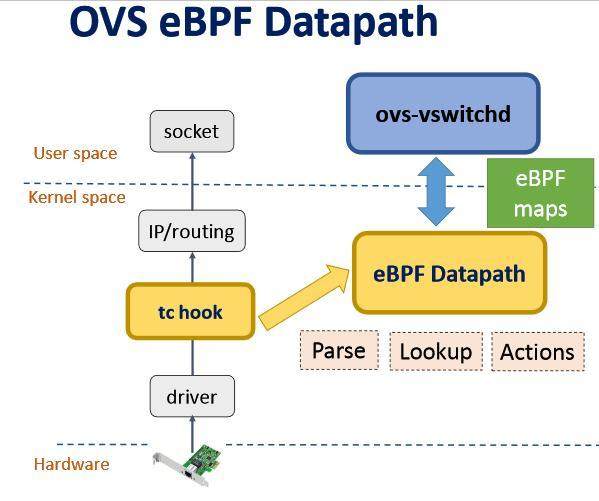 OVS eBPF Datapath
ovs-vswitchd
socket
User space
eBPF
maps
Kernel space
IP/routing
eBPF Datapath
tc hook
Parse
Lookup
Actions
driver
Hardware